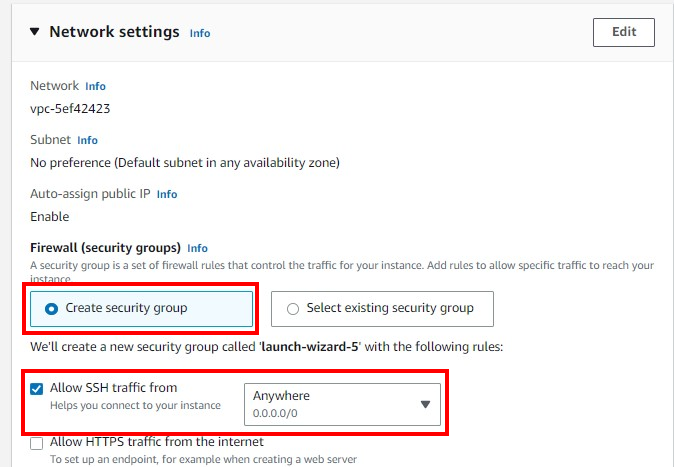 Network settings Info
Edit
Network Info
vpc-5ef42423
Subnet Info
No preference (Default subnet in any availability zone)
Auto-assign public IP Info
Enable
Firewall (security groups) Info
A security group is a set of firewall rules that control the traffic for your instance. Add rules to allow specific traffic to reach your
instance.
Create security group
Select existing security group
We'll create a new security group called 'launch-wizard-5' with the following rules:
Allow SSH traffic from
Helps you connect to your instance
Anywhere
0.0.0.0/0
Allow HTTPS traffic from the internet
To set up an endpoint, for example when creating a web server